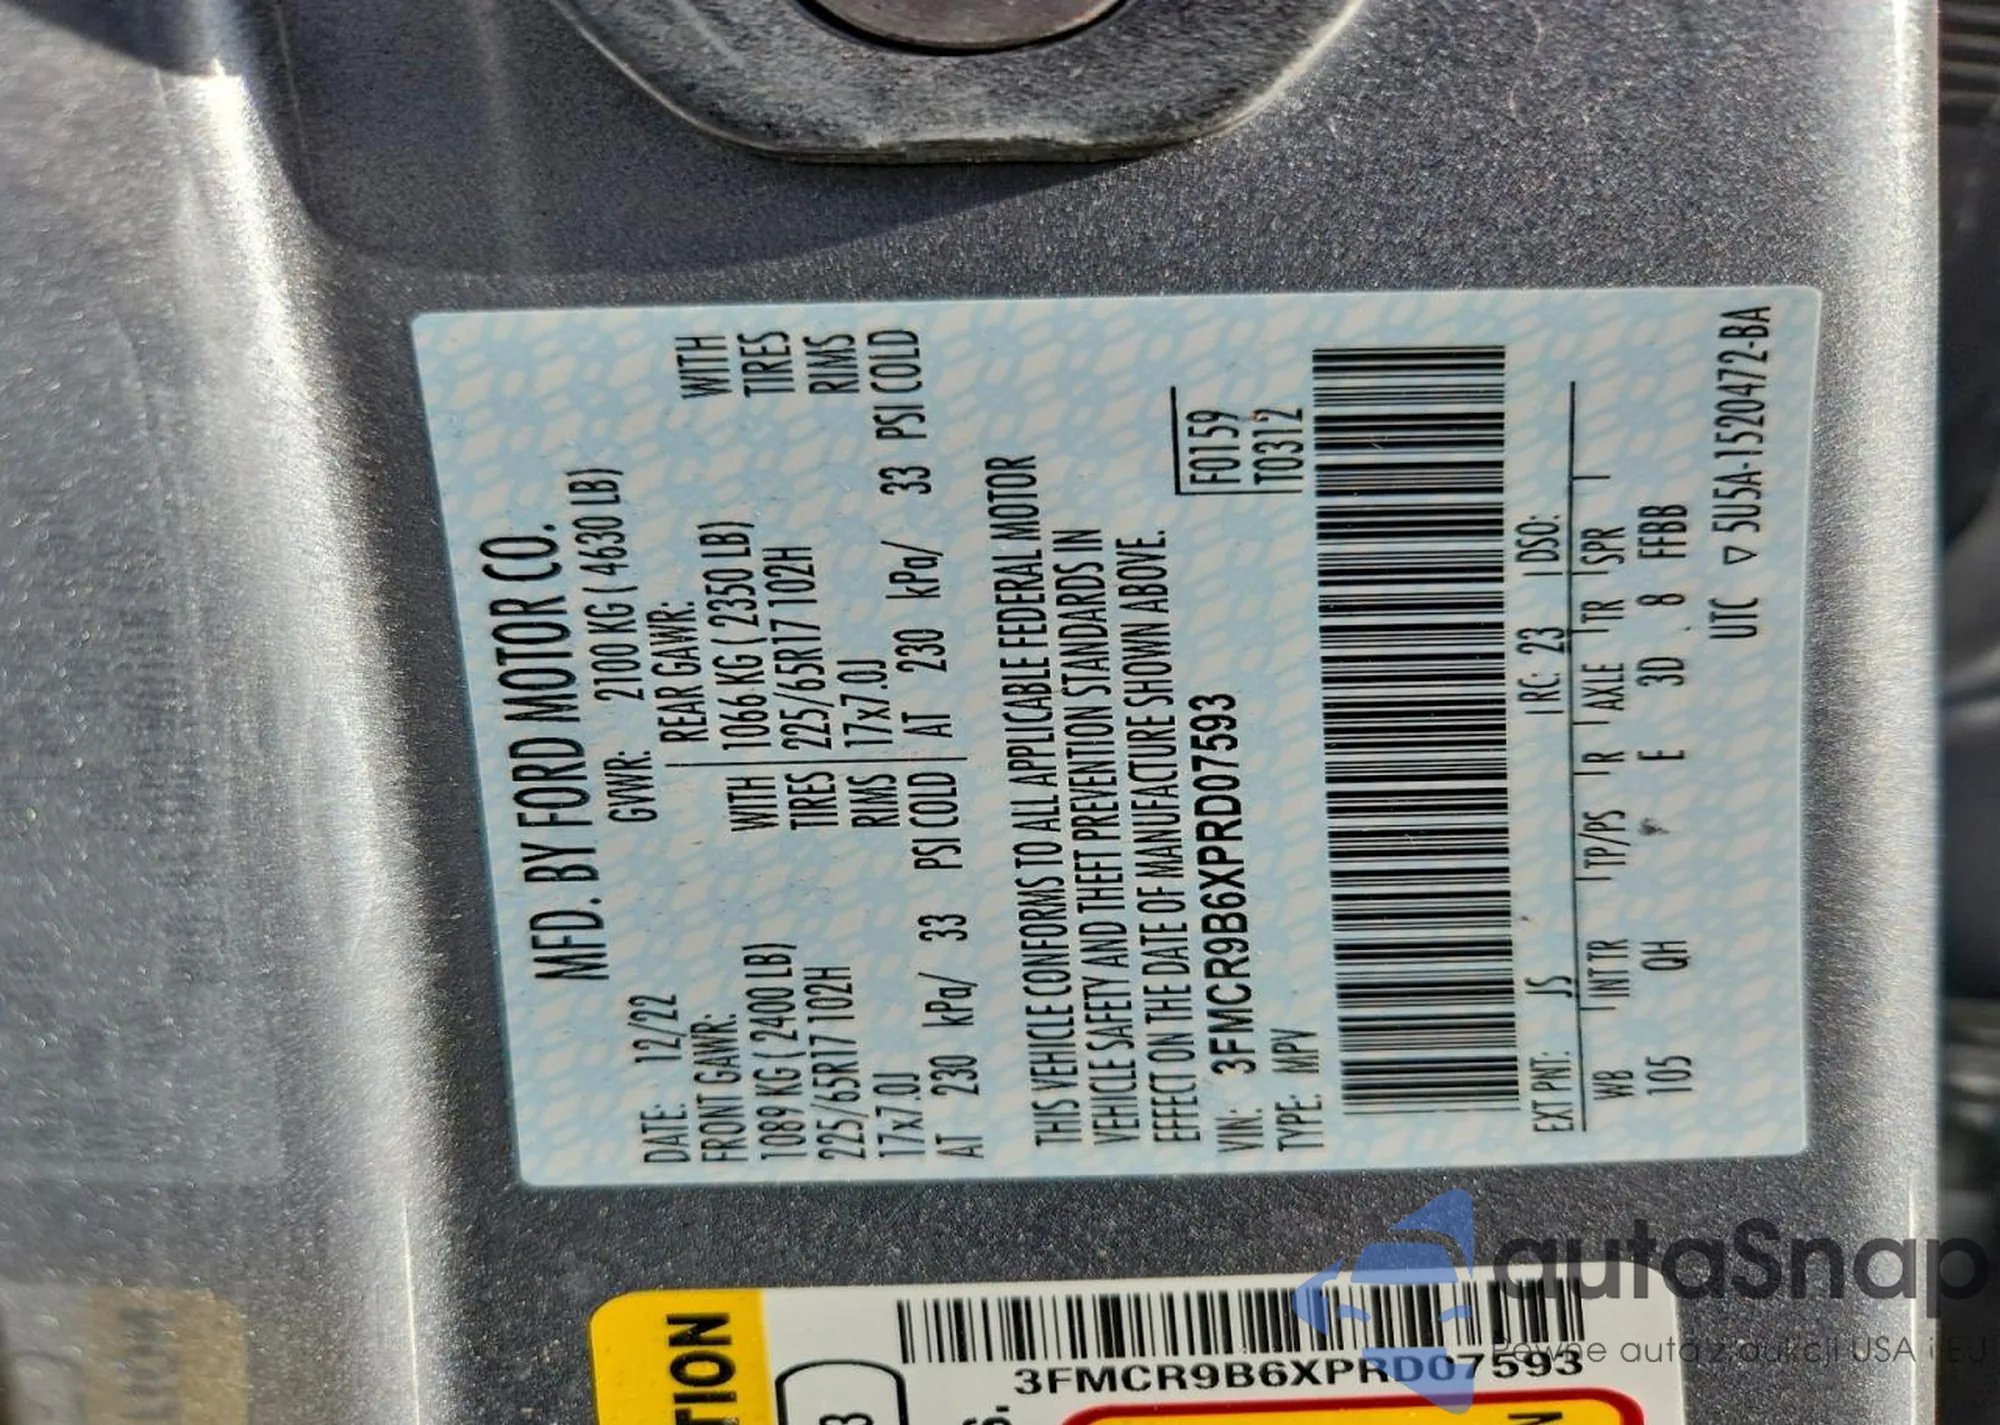 MFD. BY FORD MOTOR CO.
DATE: 12/22 GVWR: 2100 KG ( 4630 LB)
FRONT GAWR: REAR GAWR:
1089 KG ( 2400 LB) WITH 1066 KG ( 2350 LB) WITH
225/65R17 102H TIRES 225/65R17 102H TIRES
17x7.0J RIMS 17x7.0J RIMS
AT 230 kPa/ 33 PSI COLD AT 230 kPa/ 33 PSI COLD
THIS VEHICLE CONFORMS TO ALL APPLICABLE FEDERAL MOTOR
VEHICLE SAFETY AND THEFT PREVENTION STANDARDS IN
EFFECT ON THE DATE OF MANUFACTURE SHOWN ABOVE.
VIN: 3FMCR9B6XPRD07593 F0159
TYPE: MPV T0312
EXT PNT: JS RC: 23 DSO:
WB INT TR TP/PS R AXLE TR SPR
105 QH E 3D 8 FFBB
UTC ▽ 5U5A-1520472-BA
TION
3FMCR9B6XPRD07593
autaSnap
Pewne auta z aukcji USA i EU